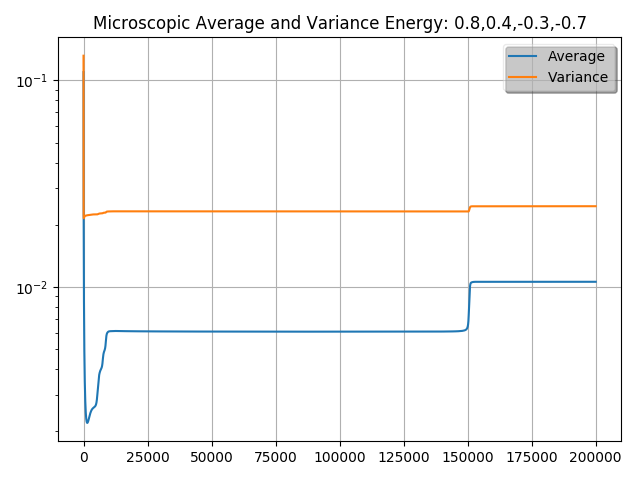 Microscopic Average and Variance Energy: 0.8,0.4,-0.3,-0.7
Average
Variance
10⁻¹
10⁻²
0 25000 50000 75000 100000 125000 150000 175000 200000